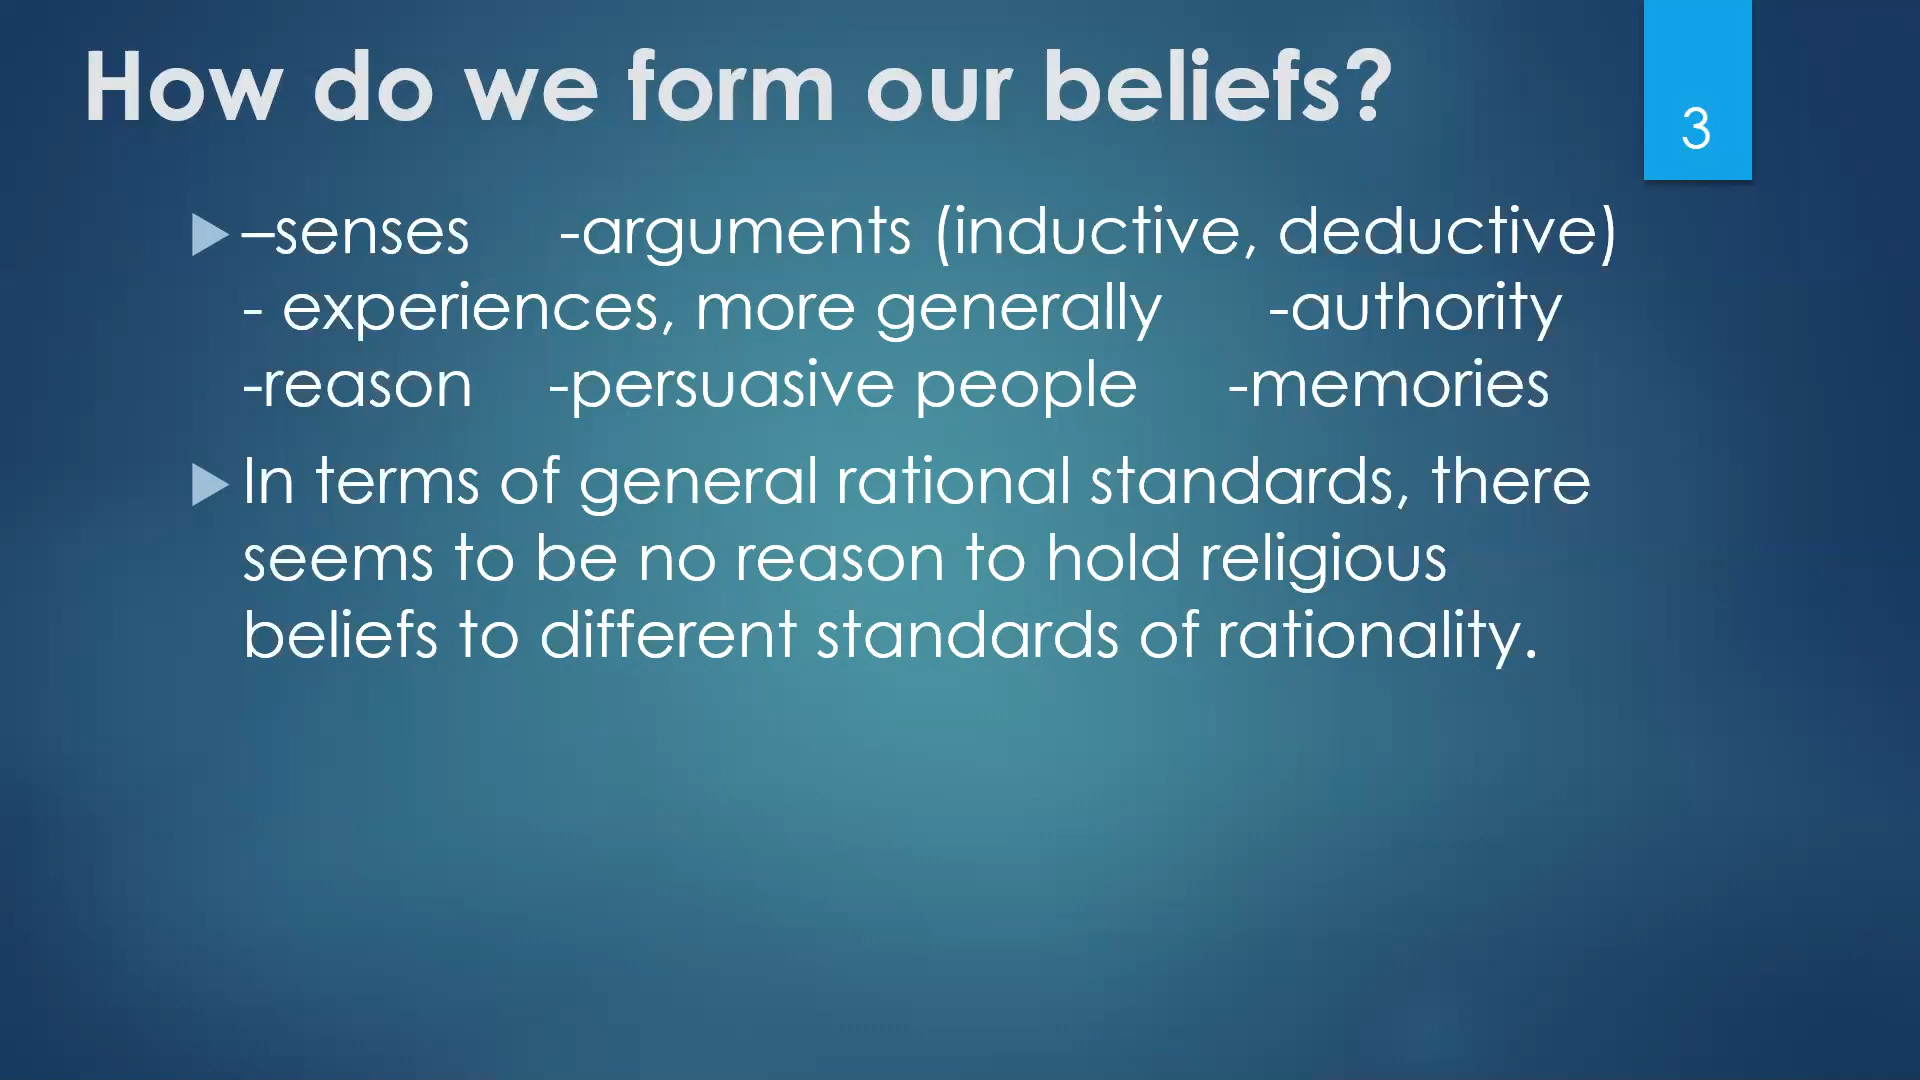 How do we form our beliefs?
3
–senses -arguments (inductive, deductive)
- experiences, more generally -authority
-reason -persuasive people -memories
In terms of general rational standards, there
seems to be no reason to hold religious
beliefs to different standards of rationality.